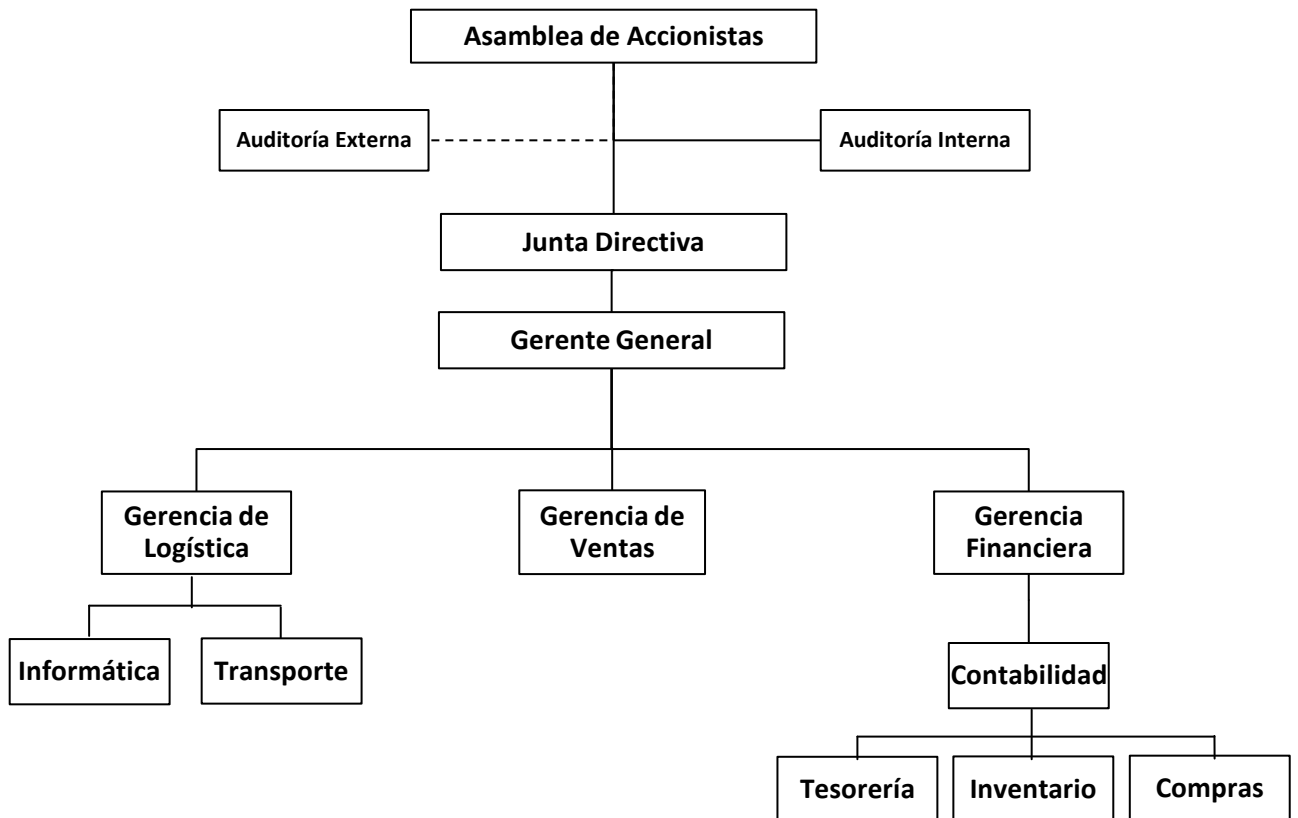 Asamblea de Accionistas
Auditoría Externa
Auditoría Interna
Junta Directiva
Gerente General
Gerencia de
Logística
Gerencia de
Ventas
Gerencia
Financiera
Informática
Transporte
Contabilidad
Tesorería
Inventario
Compras